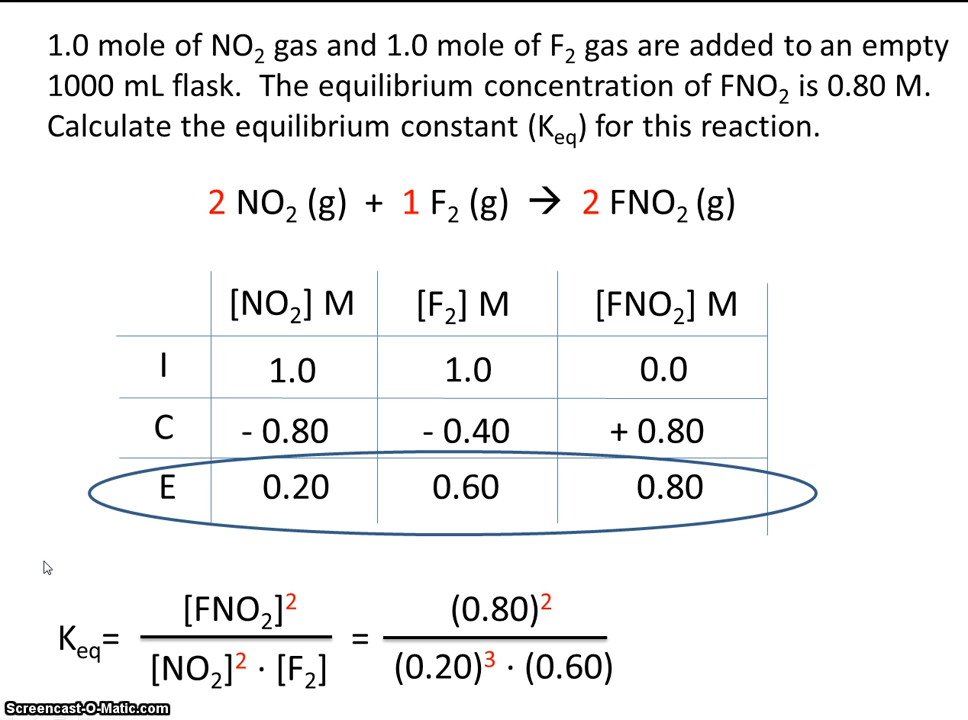 1.0 mole of NO₂ gas and 1.0 mole of F₂ gas are added to an empty
1000 mL flask. The equilibrium concentration of FNO₂ is 0.80 M.
Calculate the equilibrium constant (Keq) for this reaction.
2 NO₂ (g) + 1 F₂ (g) → 2 FNO₂ (g)
[NO₂] M [F₂] M [FNO₂] M
I 1.0 1.0 0.0
C - 0.80 - 0.40 + 0.80
E 0.20 0.60 0.80
[FNO₂]² (0.80)²
Keq= =
[NO₂]² · [F₂] (0.20)³ · (0.60)
Screencast-O-Matic.com